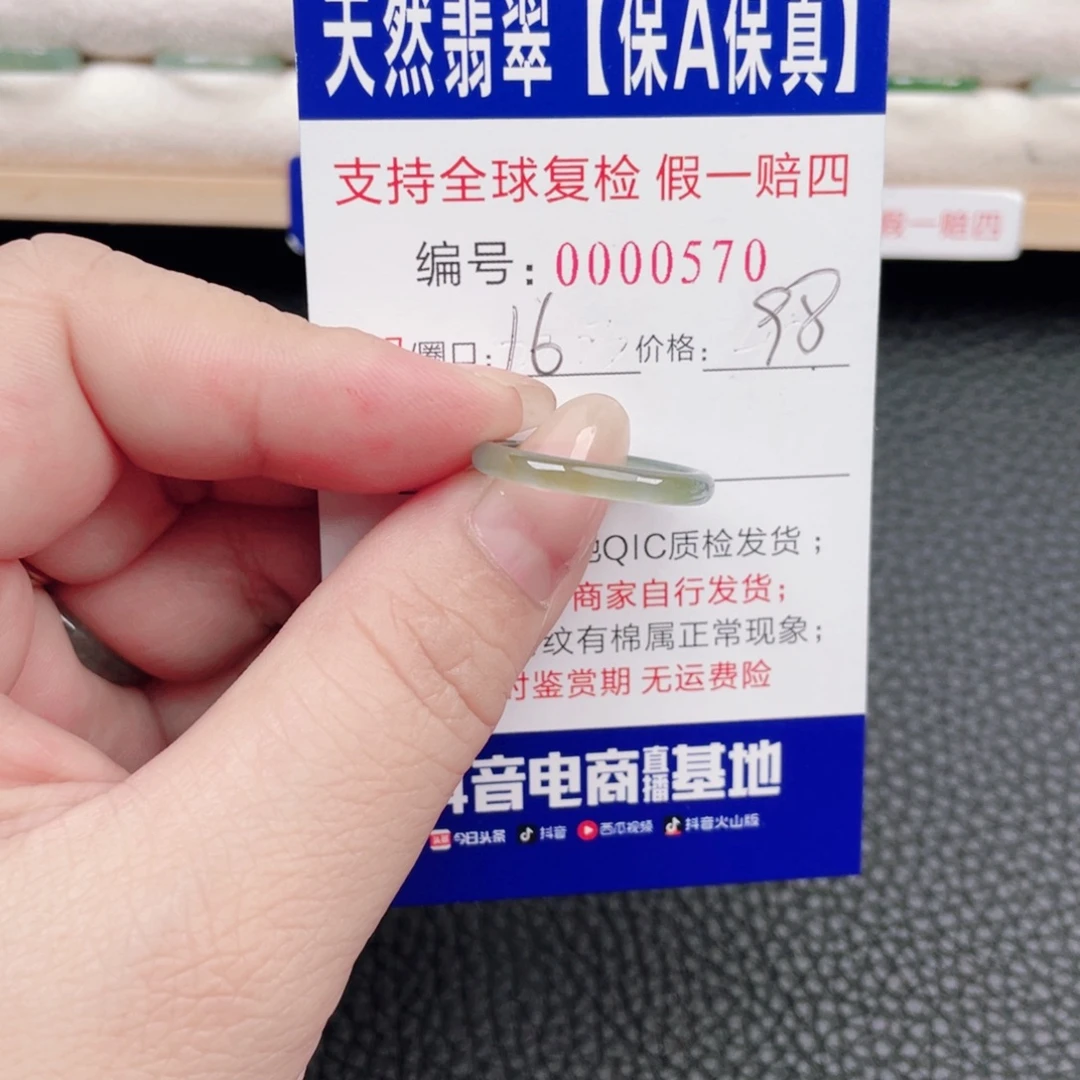 天然翡翠【保A保真】
支持全球复检 假一赔四
假一赔四
编号：0000570
/圈口：16 价格：98
QIC质检发货；
商家自行发货；
纹有棉属正常现象；
鉴赏期 无运费险
音电商直播基地
今日头条 抖音 西瓜视频 抖音火山版